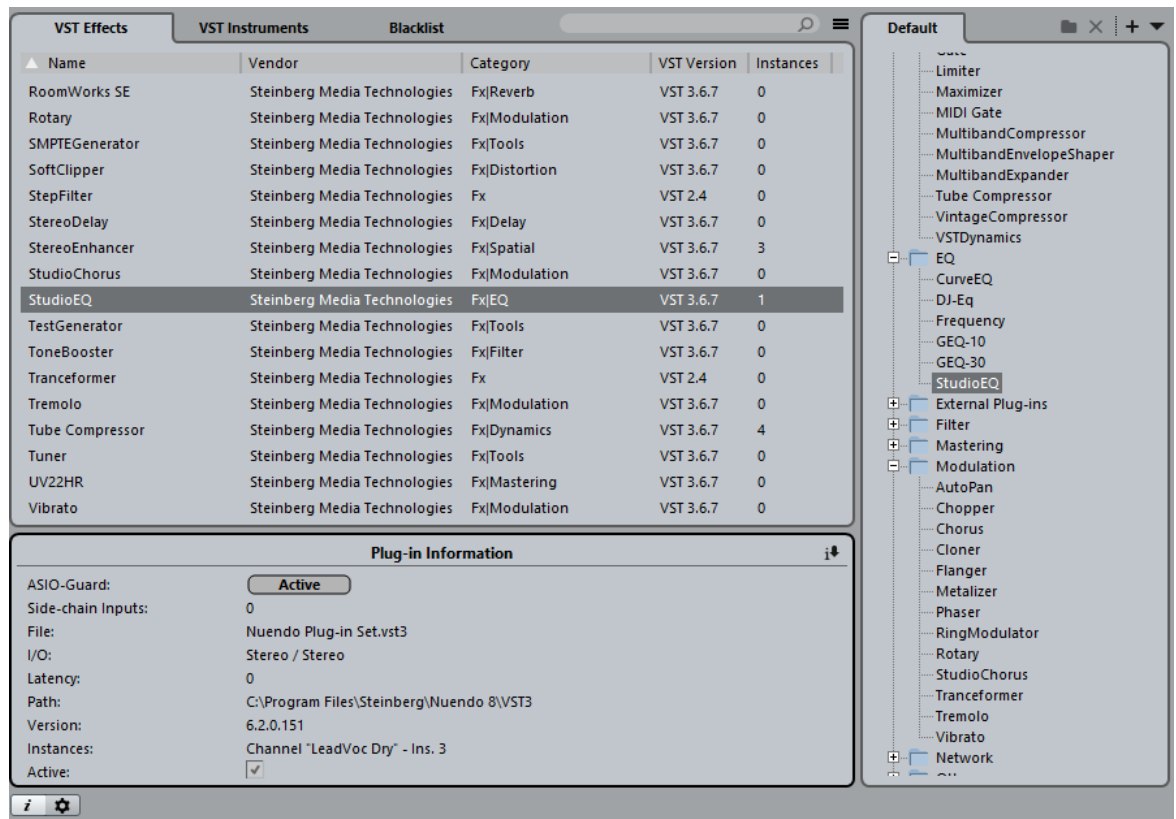 VST Effects VST Instruments Blacklist
Name Vendor Category VST Version Instances
RoomWorks SE Steinberg Media Technologies Fx|Reverb VST 3.6.7 0
Rotary Steinberg Media Technologies Fx|Modulation VST 3.6.7 0
SMPTEGenerator Steinberg Media Technologies Fx|Tools VST 3.6.7 0
SoftClipper Steinberg Media Technologies Fx|Distortion VST 3.6.7 0
StepFilter Steinberg Media Technologies Fx VST 2.4 0
StereoDelay Steinberg Media Technologies Fx|Delay VST 3.6.7 0
StereoEnhancer Steinberg Media Technologies Fx|Spatial VST 3.6.7 3
StudioChorus Steinberg Media Technologies Fx|Modulation VST 3.6.7 0
StudioEQ Steinberg Media Technologies Fx|EQ VST 3.6.7 1
TestGenerator Steinberg Media Technologies Fx|Tools VST 3.6.7 0
ToneBooster Steinberg Media Technologies Fx|Filter VST 3.6.7 0
Tranceformer Steinberg Media Technologies Fx VST 2.4 0
Tremolo Steinberg Media Technologies Fx|Modulation VST 3.6.7 0
Tube Compressor Steinberg Media Technologies Fx|Dynamics VST 3.6.7 4
Tuner Steinberg Media Technologies Fx|Tools VST 3.6.7 0
UV22HR Steinberg Media Technologies Fx|Mastering VST 3.6.7 0
Vibrato Steinberg Media Technologies Fx|Modulation VST 3.6.7 0
Plug-in Information
ASIO-Guard: Active
Side-chain Inputs: 0
File: Nuendo Plug-in Set.vst3
I/O: Stereo / Stereo
Latency: 0
Path: C:\Program Files\Steinberg\Nuendo 8\VST3
Version: 6.2.0.151
Instances: Channel "LeadVoc Dry" - Ins. 3
Active:
Default
Limiter
Maximizer
MIDI Gate
MultibandCompressor
MultibandEnvelopeShaper
MultibandExpander
Tube Compressor
VintageCompressor
VSTDynamics
EQ
CurveEQ
DJ-Eq
Frequency
GEQ-10
GEQ-30
StudioEQ
External Plug-ins
Filter
Mastering
Modulation
AutoPan
Chopper
Chorus
Cloner
Flanger
Metalizer
Phaser
RingModulator
Rotary
StudioChorus
Tranceformer
Tremolo
Vibrato
Network